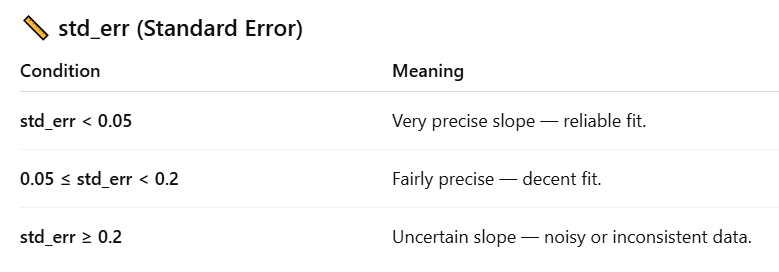 📏 std_err (Standard Error)
Condition Meaning
std_err < 0.05 Very precise slope — reliable fit.
0.05 ≤ std_err < 0.2 Fairly precise — decent fit.
std_err ≥ 0.2 Uncertain slope — noisy or inconsistent data.